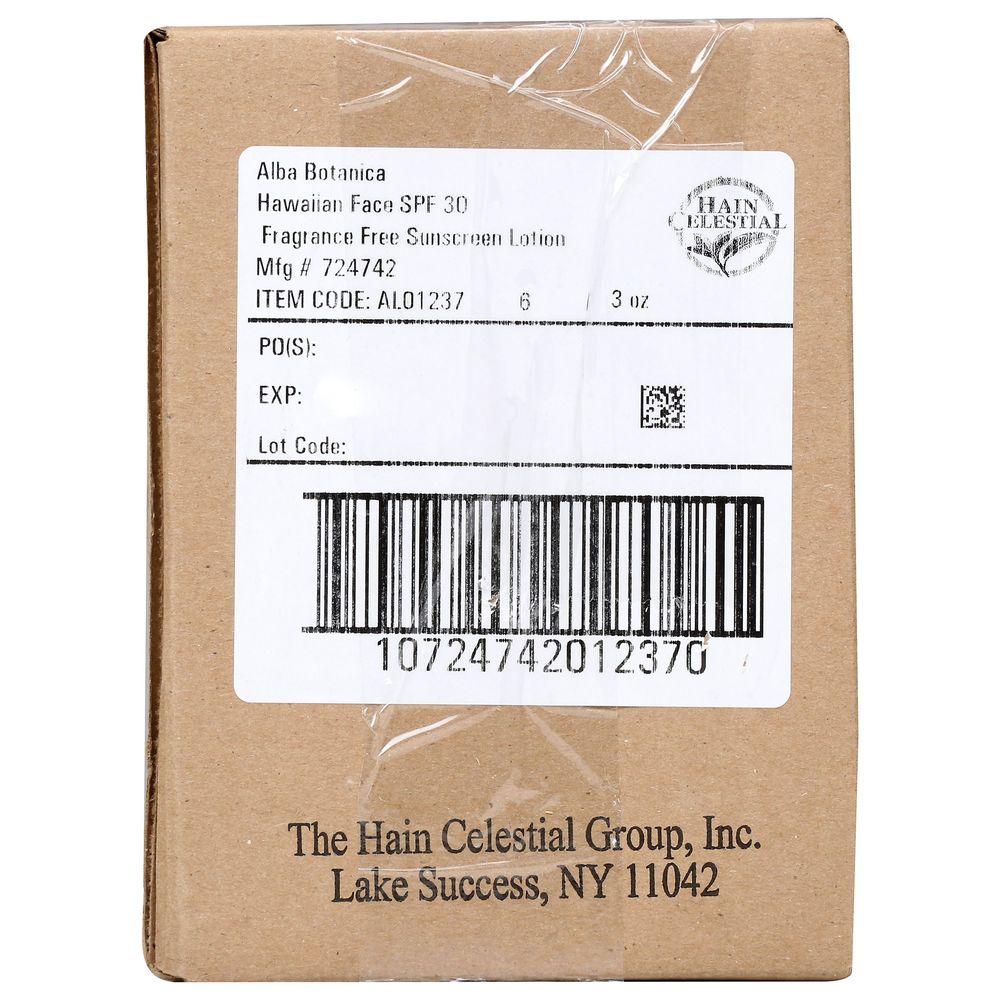 Alba Botanica
Hawaiian Face SPF 30
Fragrance Free Sunscreen Lotion
Mfg # 724742
ITEM CODE: AL01237 6 / 3 oz
HAIN
CELESTIAL
PO(S):
EXP:
Lot Code:
10724742012370
The Hain Celestial Group, Inc.
Lake Success, NY 11042